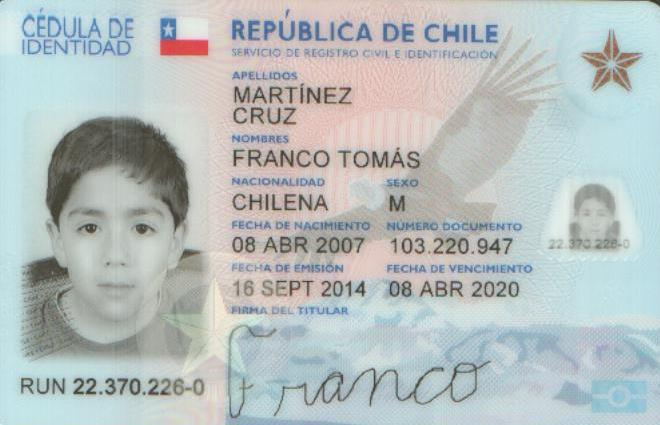 CÉDULA DE
IDENTIDAD
REPÚBLICA DE CHILE
SERVICIO DE REGISTRO CIVIL E IDENTIFICACIÓN
APELLIDOS
MARTÍNEZ
CRUZ
NOMBRES
FRANCO TOMÁS
NACIONALIDAD SEXO
CHILENA M
FECHA DE NACIMIENTO NÚMERO DOCUMENTO
08 ABR 2007 103.220.947
FECHA DE EMISIÓN FECHA DE VENCIMIENTO
16 SEPT 2014 08 ABR 2020
FIRMA DEL TITULAR
Franco
RUN 22.370.226-0
22.370.226-0